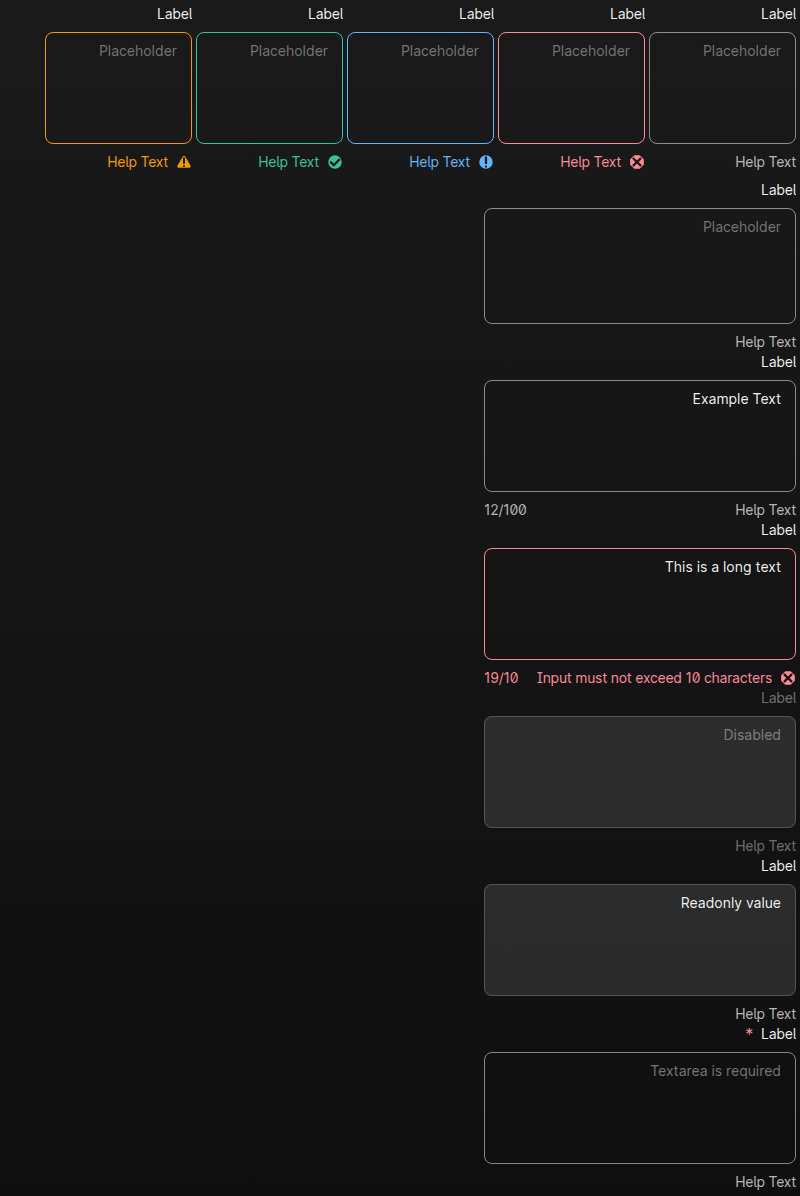 Label Label Label Label Label
Placeholder Placeholder Placeholder Placeholder Placeholder
Help Text Help Text Help Text Help Text Help Text
Label
Placeholder
Help Text
Label
Example Text
12/100 Help Text
Label
This is a long text
19/10 Input must not exceed 10 characters
Label
Disabled
Help Text
Label
Readonly value
Help Text
* Label
Textarea is required
Help Text